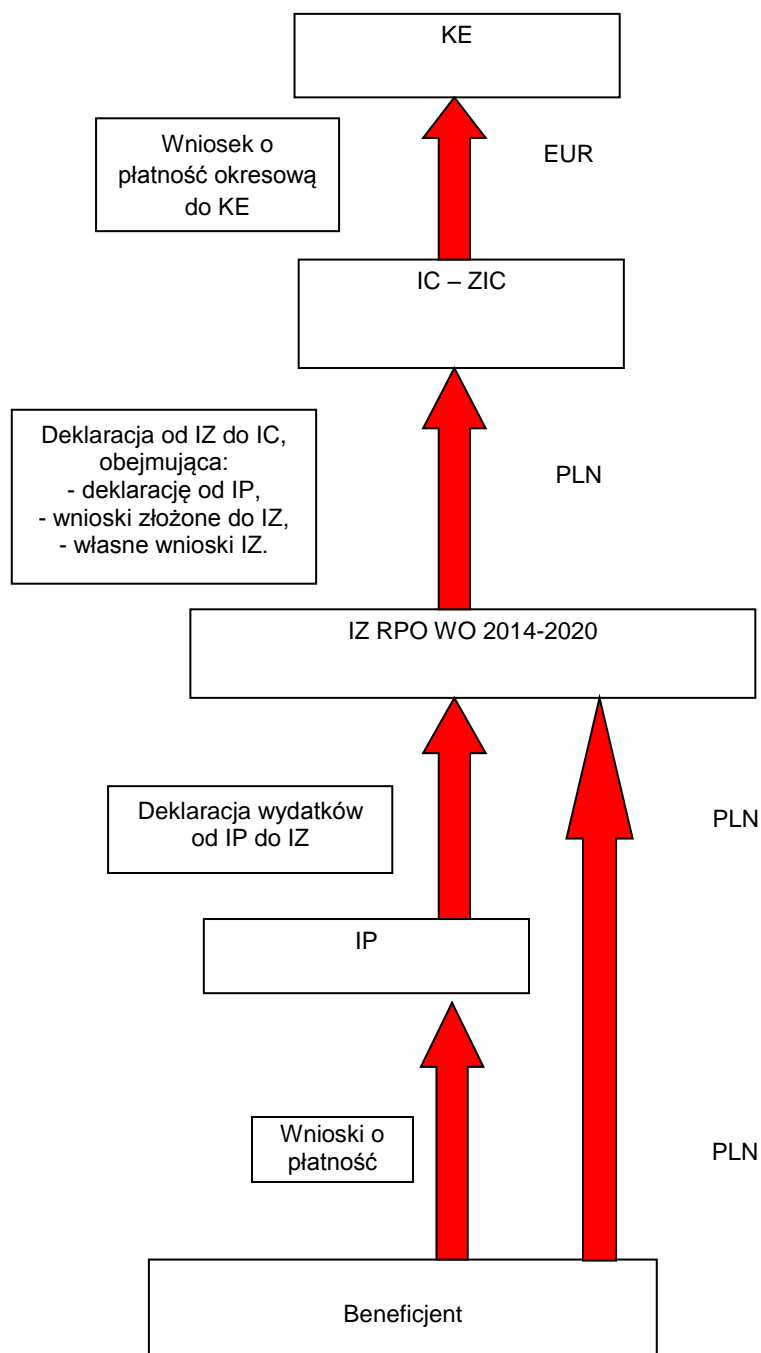 KE
Wniosek o
płatność okresową
do KE
EUR
IC – ZIC
Deklaracja od IZ do IC,
obejmująca:
- deklarację od IP,
- wnioski złożone do IZ,
- własne wnioski IZ.
PLN
IZ RPO WO 2014-2020
Deklaracja wydatków
od IP do IZ
PLN
IP
Wnioski o
płatność
PLN
Beneficjent